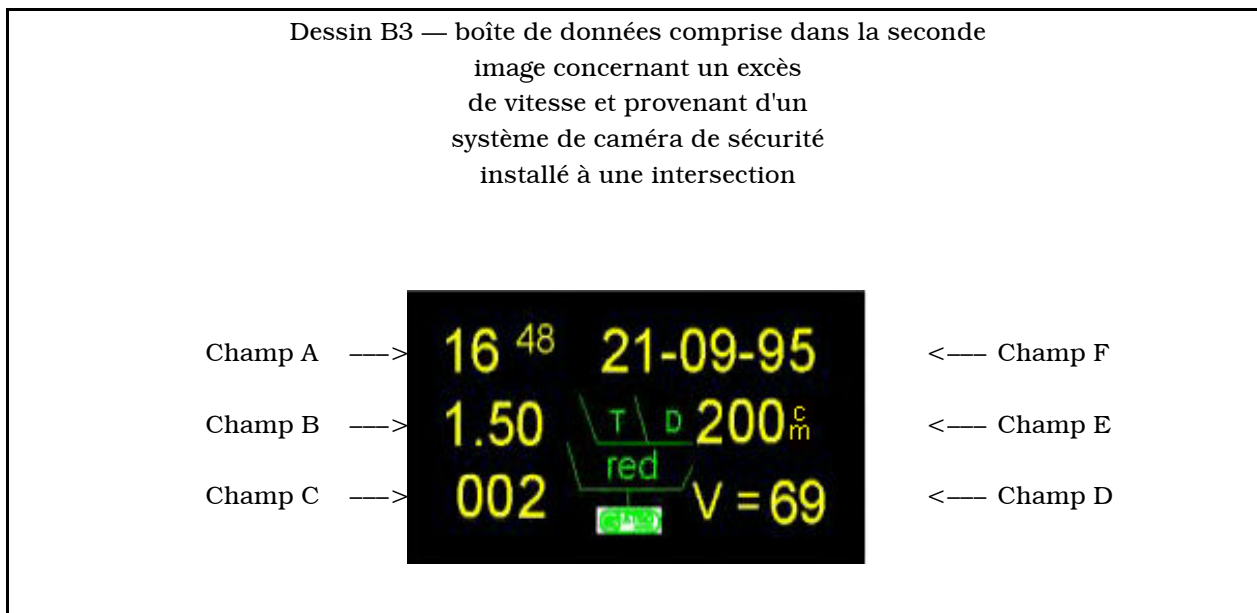 Dessin B3 — boîte de données comprise dans la seconde
image concernant un excès
de vitesse et provenant d'un
système de caméra de sécurité
installé à une intersection
Champ A –––> 16 48 21-09-95 <––– Champ F
Champ B –––> 1.50 T D 200 cm <––– Champ E
red
Champ C –––> 002 V = 69 <––– Champ D